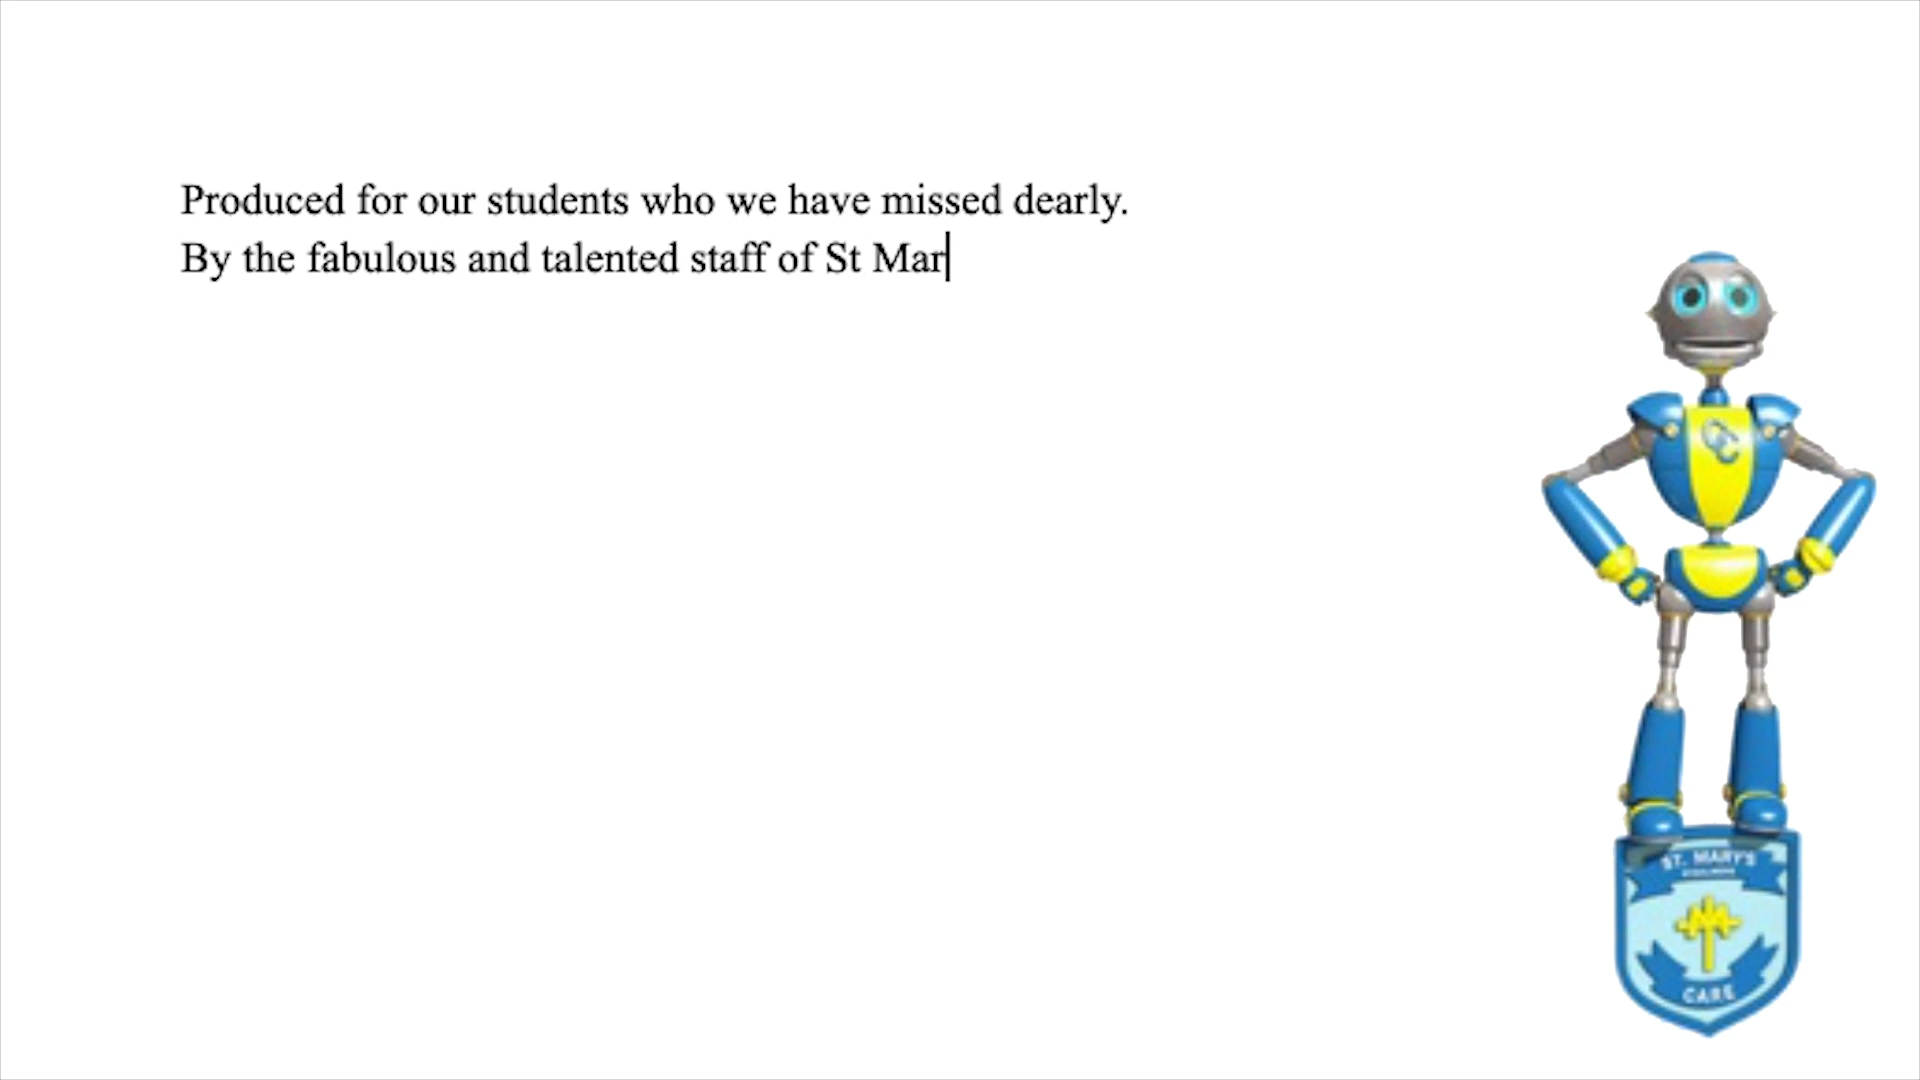 Produced for our students who we have missed dearly.
By the fabulous and talented staff of St Mar
ST. MARY'S
CARE